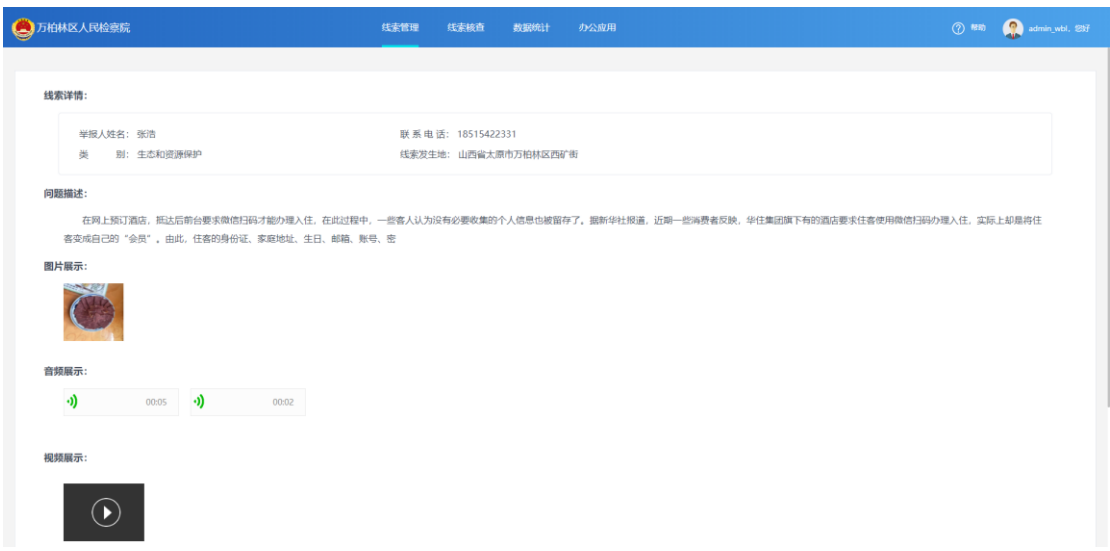 万柏林区人民检察院 线索管理 线索核查 数据统计 办公应用 帮助 admin_wbl, 您好
线索详情:
举报人姓名: 张浩 联系电话: 18515422331
类 别: 生态和资源保护 线索发生地: 山西省太原市万柏林区西矿街
问题描述:
在网上预订酒店, 抵达后前台要求微信扫码才能办理入住, 在此过程中, 一些客人认为没有必要收集的个人信息也被留存了。据新华社报道, 近期一些消费者反映, 华住集团旗下有的酒店要求住客使用微信扫码办理入住, 实际上却是将住
客变成自己的“会员”。由此, 住客的身份证、家庭地址、生日、邮箱、账号、密
图片展示:
音频展示:
00:05 00:02
视频展示: